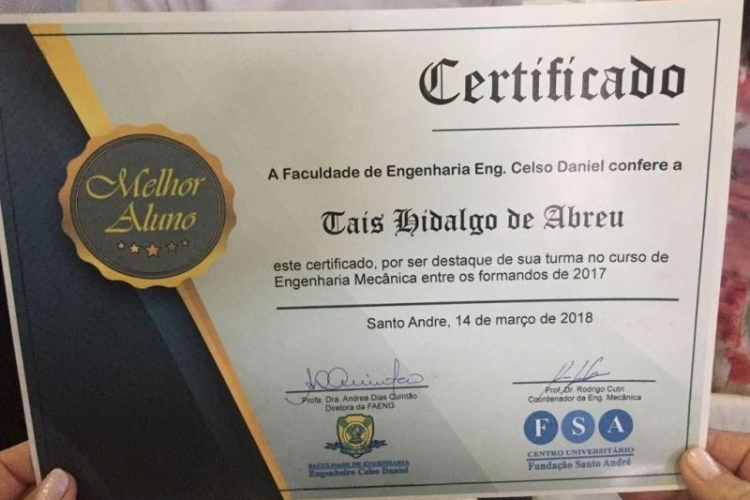 Certificado
Melhor
Aluno
A Faculdade de Engenharia Eng. Celso Daniel confere a
Tais Hidalgo de Abreu
este certificado, por ser destaque de sua turma no curso de
Engenharia Mecânica entre os formandos de 2017
Santo Andre, 14 de março de 2018
Profa. Dra. Andrea Dias Quintão
Diretora da FAENG
Prof. Dr. Rodrigo Cutri
Coordenador da Eng. Mecânica
FACULDADE DE ENGENHARIA
Engenheiro Celso Daniel
FSA
CENTRO UNIVERSITÁRIO
Fundação Santo André